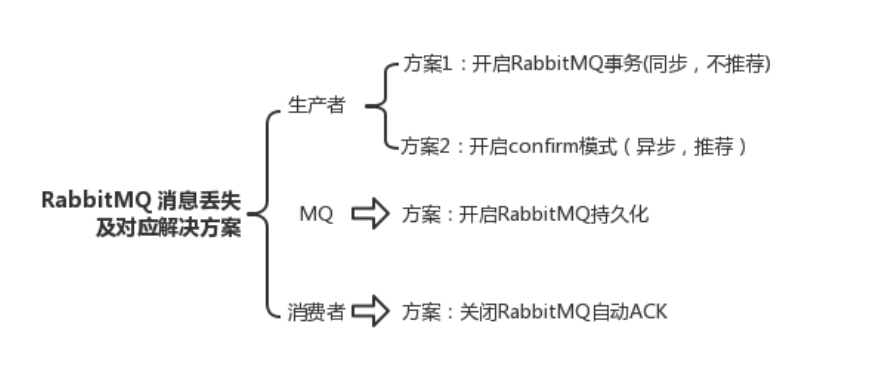 方案1：开启RabbitMQ事务(同步，不推荐)
生产者
方案2：开启confirm模式（异步，推荐）
RabbitMQ 消息丢失
及对应解决方案
MQ
方案：开启RabbitMQ持久化
消费者
方案：关闭RabbitMQ自动ACK